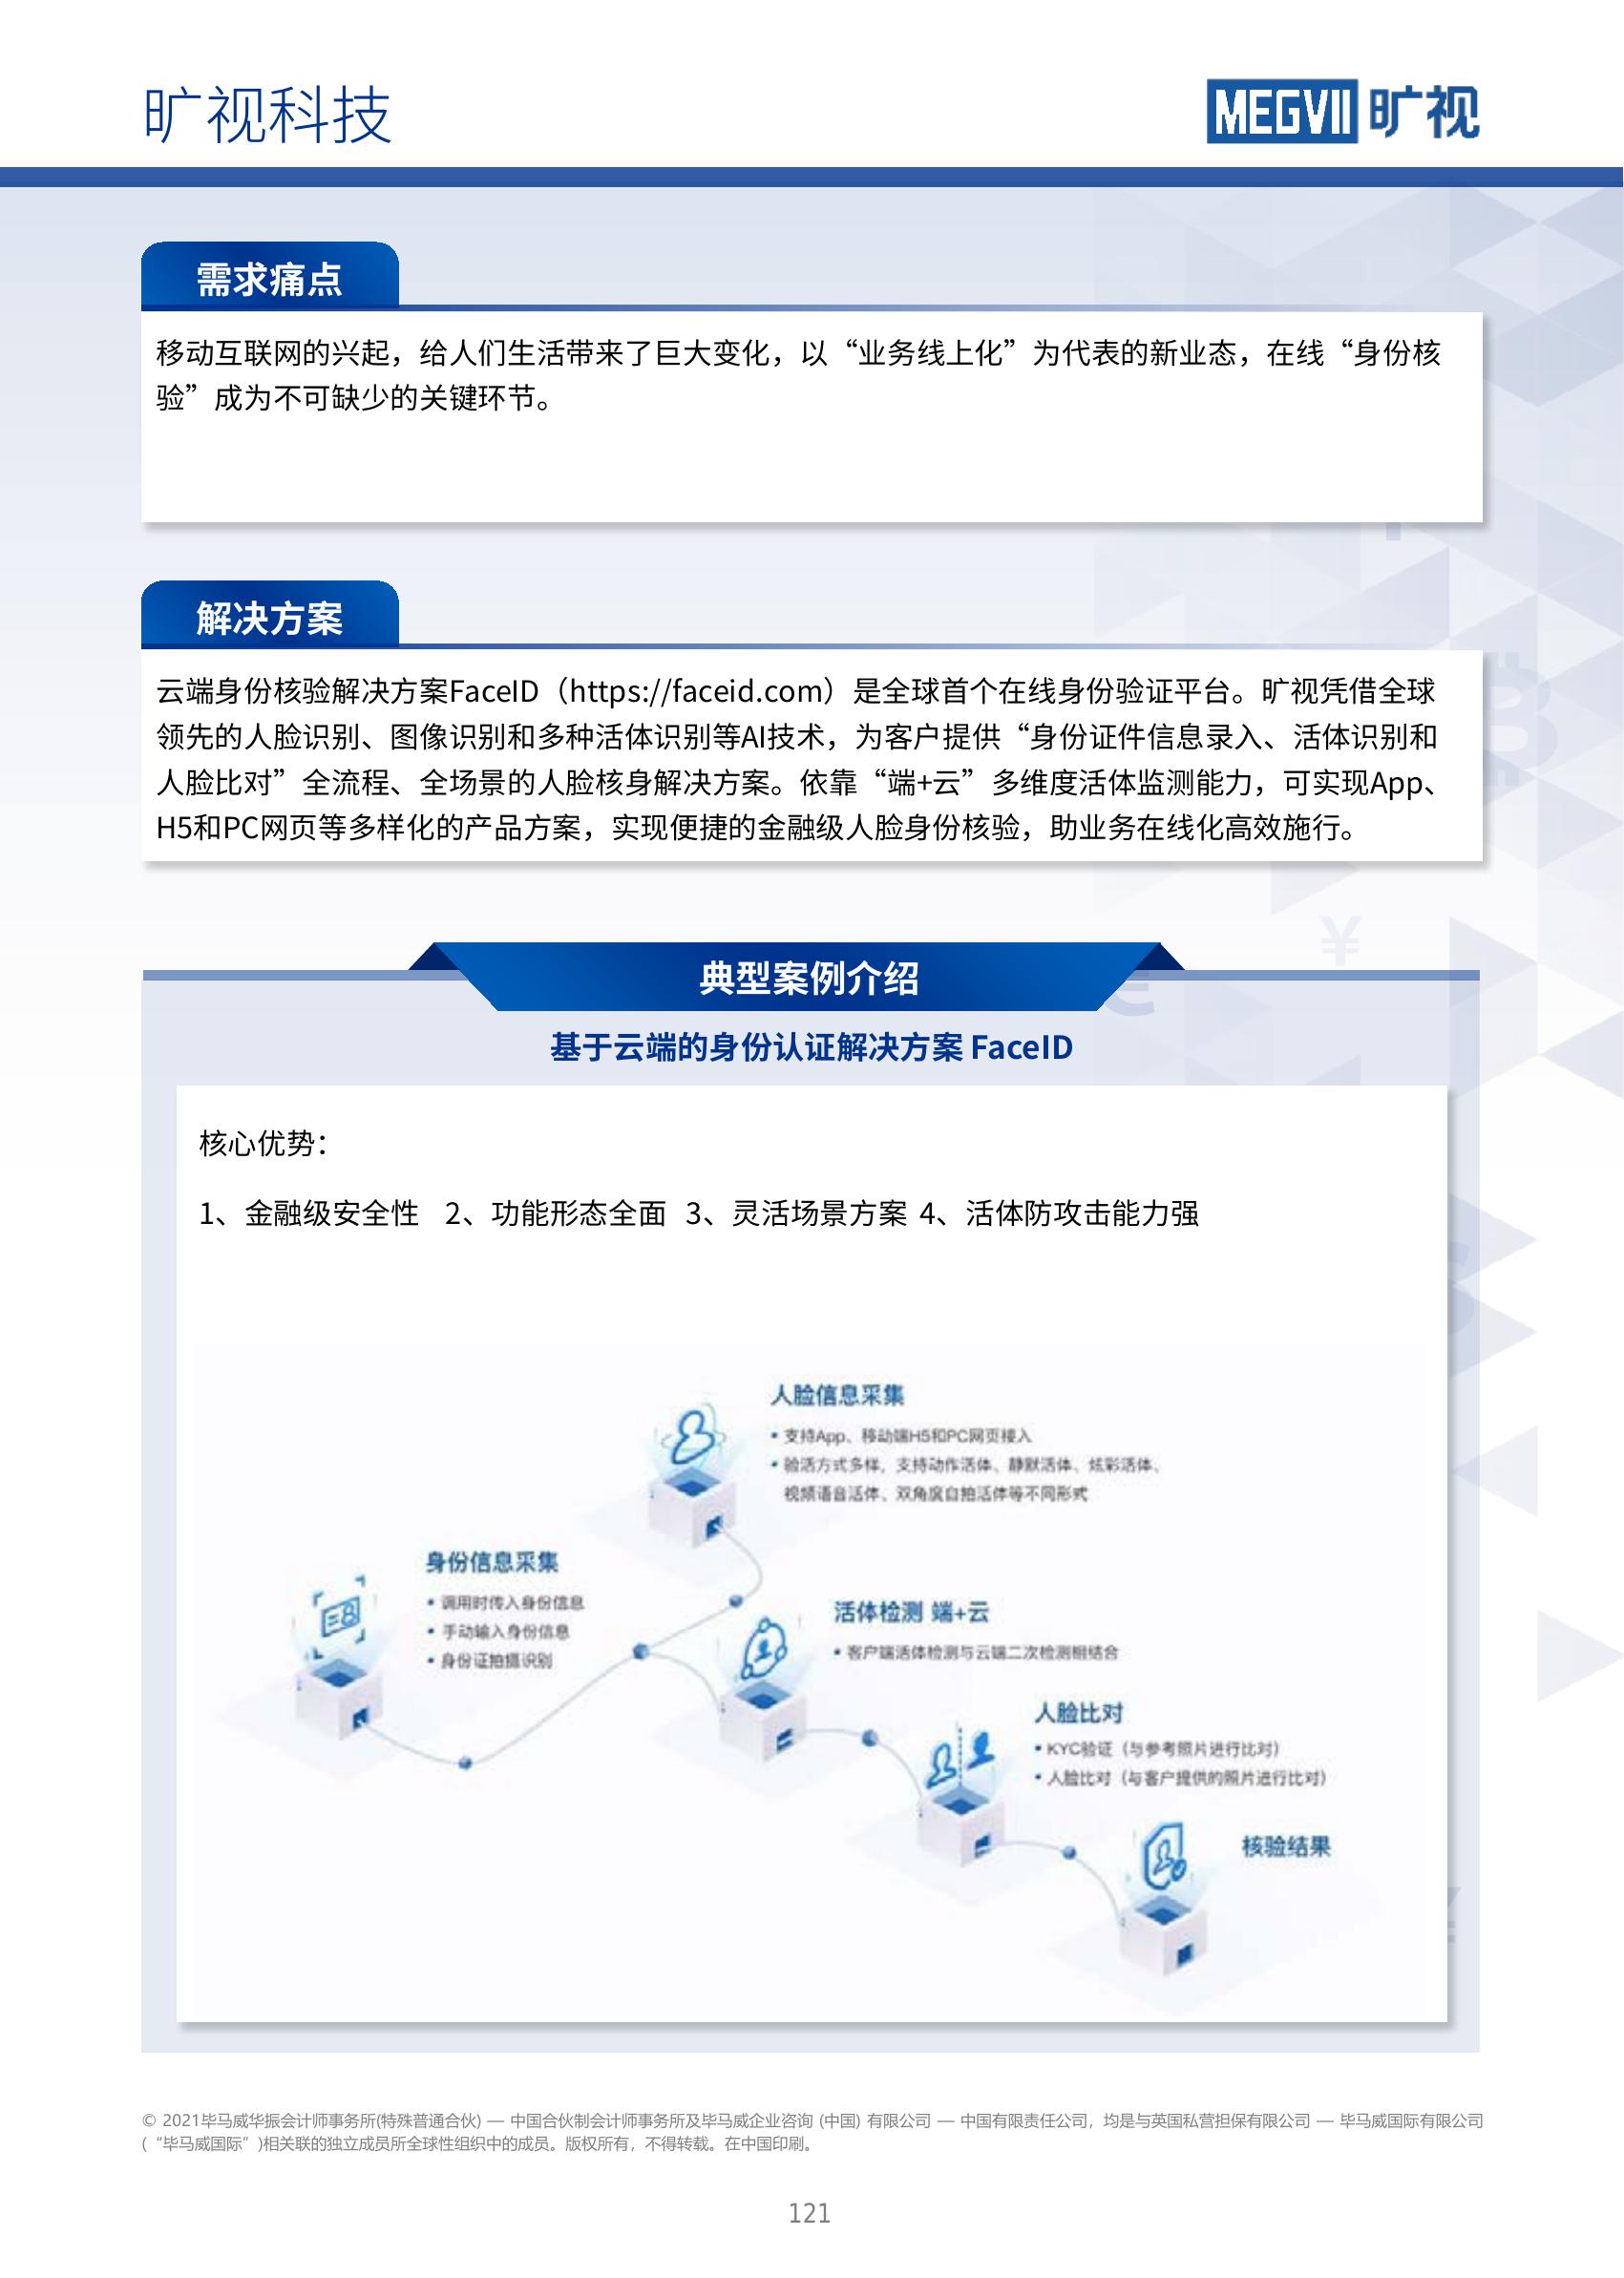 旷视科技
MEGVII 旷视
需求痛点
移动互联网的兴起，给人们生活带来了巨大变化，以“业务线上化”为代表的新业态，在线“身份核
验”成为不可缺少的关键环节。
解决方案
云端身份核验解决方案FaceID（https://faceid.com）是全球首个在线身份验证平台。旷视凭借全球
领先的人脸识别、图像识别和多种活体识别等AI技术，为客户提供“身份证件信息录入、活体识别和
人脸比对”全流程、全场景的人脸核身解决方案。依靠“端+云”多维度活体监测能力，可实现App、
H5和PC网页等多样化的产品方案，实现便捷的金融级人脸身份核验，助业务在线化高效施行。
典型案例介绍
基于云端的身份认证解决方案 FaceID
核心优势：
1、金融级安全性 2、功能形态全面 3、灵活场景方案 4、活体防攻击能力强
人脸信息采集
• 支持App、移动端H5和PC网页接入
• 验活方式多样，支持动作活体、静默活体、炫彩活体、
视频语音活体、双角度自拍活体等不同形式
身份信息采集
• 调用时传入身份信息
• 手动输入身份信息
• 身份证拍摄识别
活体检测 端+云
• 客户端活体检测与云端二次检测相结合
人脸比对
• KYC验证（与参考照片进行比对）
• 人脸比对（与客户提供的照片进行比对）
核验结果
© 2021毕马威华振会计师事务所(特殊普通合伙) — 中国合伙制会计师事务所及毕马威企业咨询 (中国) 有限公司 — 中国有限责任公司，均是与英国私营担保有限公司 — 毕马威国际有限公司
(“毕马威国际”)相关联的独立成员所全球性组织中的成员。版权所有，不得转载。在中国印刷。
121